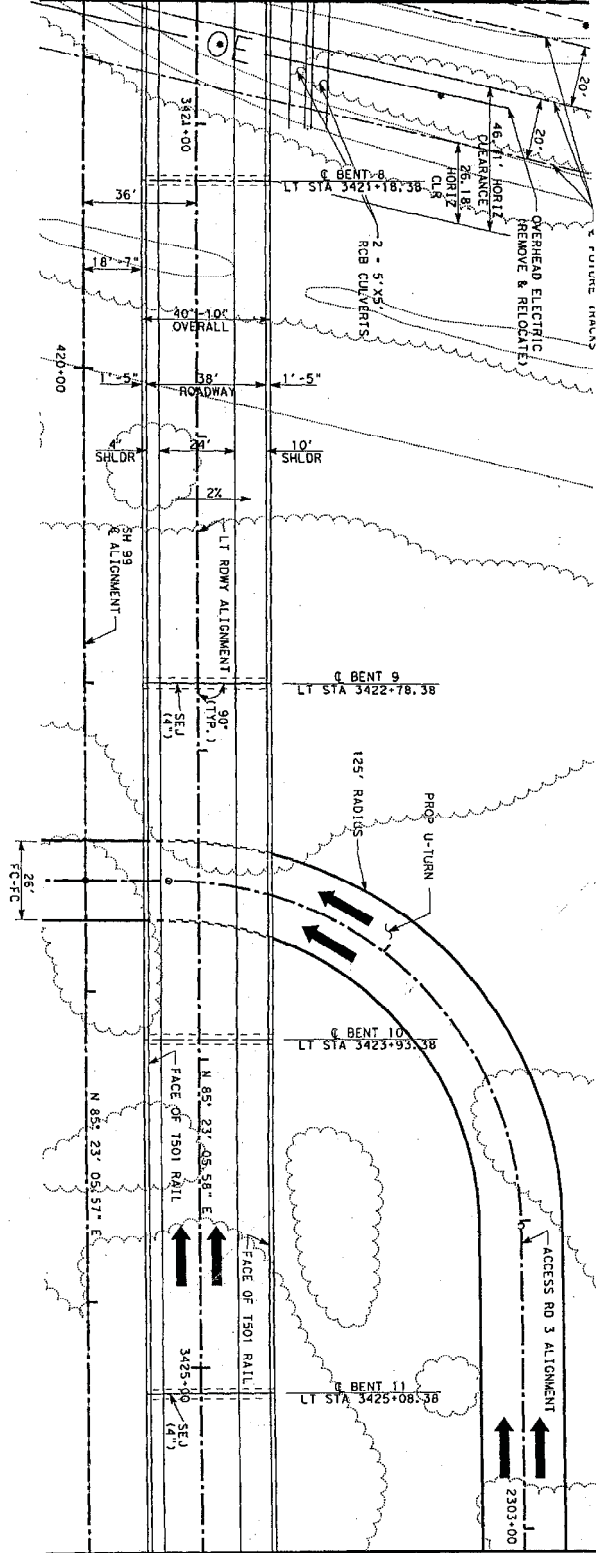 20'
20'
46.71' HORIZ
CLEARANCE
26.18'
HORIZ
CLR
FUTURE TRACKS
OVERHEAD ELECTRIC
(REMOVE & RELOCATE)
3421+00
℄ BENT 8
LT STA 3421+18.38
2 - 5'X5'
RCB CULVERTS
36'
18'-7"
40'-10"
OVERALL
420+00
1'-5"
38'
ROADWAY
1'-5"
4'
SHLDR
24'
10'
SHLDR
2%
SH 99
℄ ALIGNMENT
LT RDWY ALIGNMENT
℄ BENT 9
LT STA 3422+78.38
90°
(TYP.)
SEJ
(4")
125' RADIUS
PROP U-TURN
26'
FC-FC
℄ BENT 10
LT STA 3423+93.38
FACE OF T501 RAIL
N 85° 23' 05.58" E
N 85° 23' 05.57" E
FACE OF T501 RAIL
ACCESS RD 3 ALIGNMENT
3425+00
℄ BENT 11
LT STA 3425+08.38
SEJ
(4")
2303+00